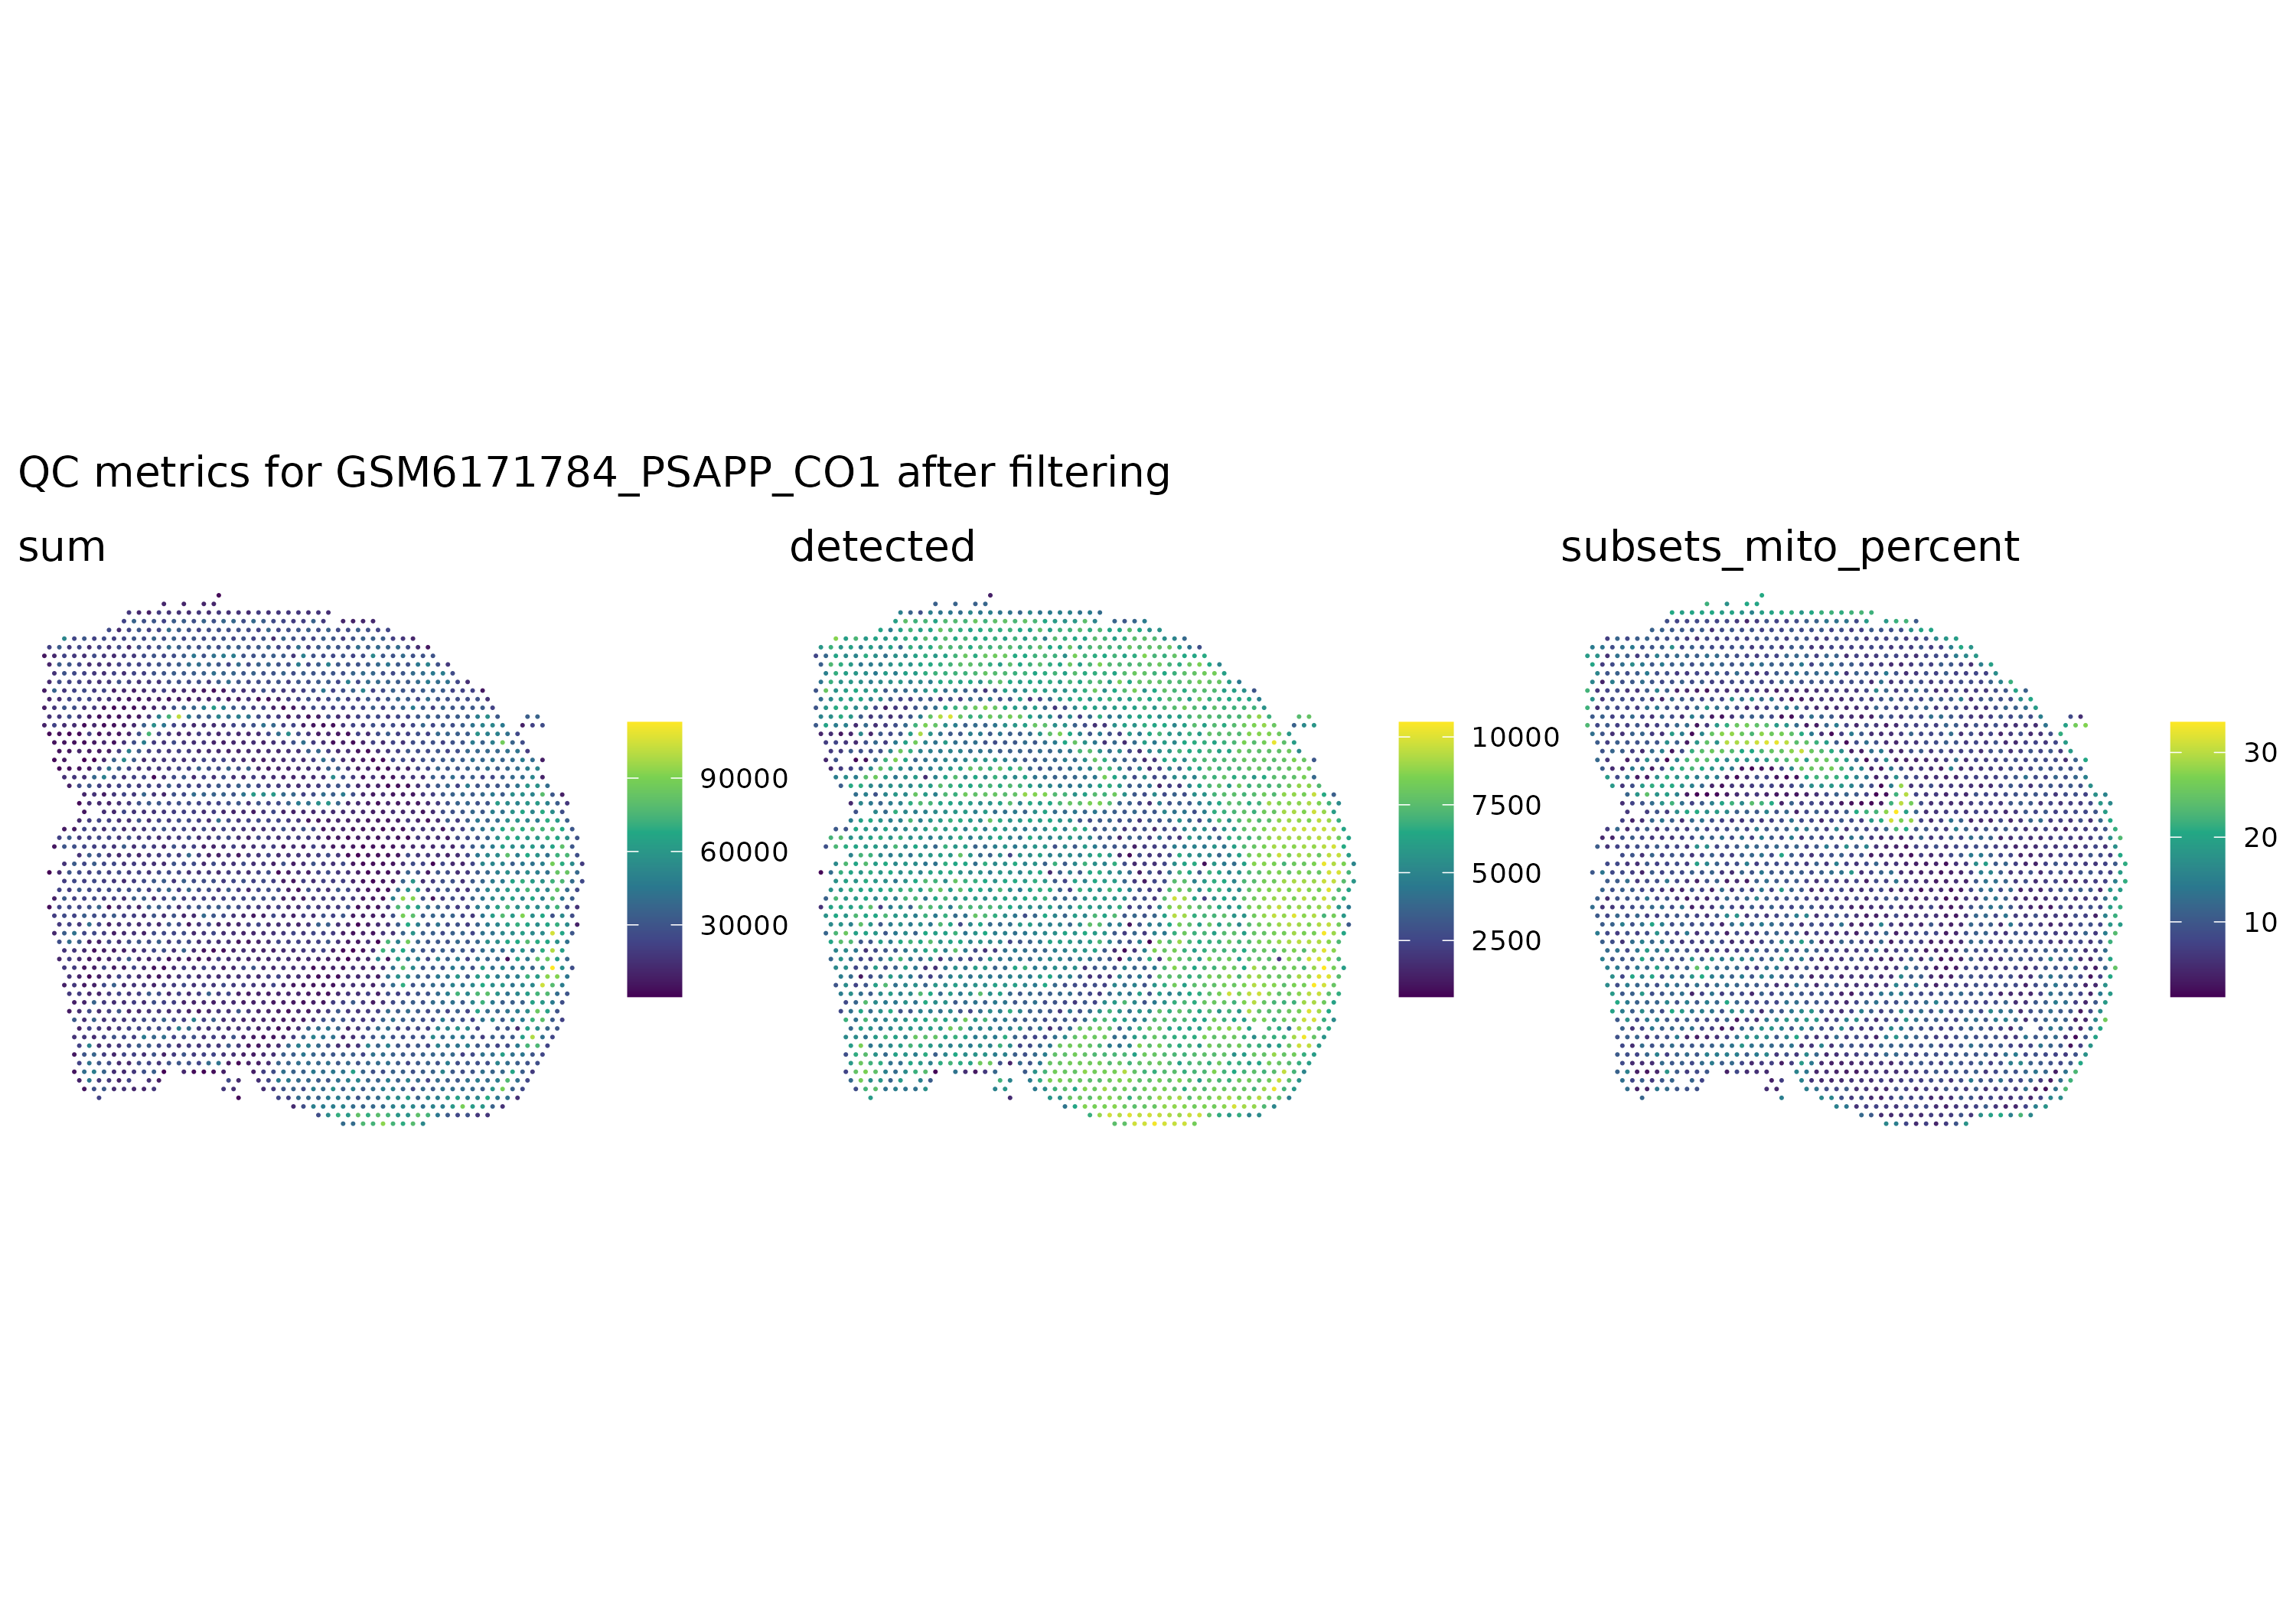 QC metrics for GSM6171784_PSAPP_CO1 after filtering
sum
90000
60000
30000
detected
10000
7500
5000
2500
subsets_mito_percent
30
20
10